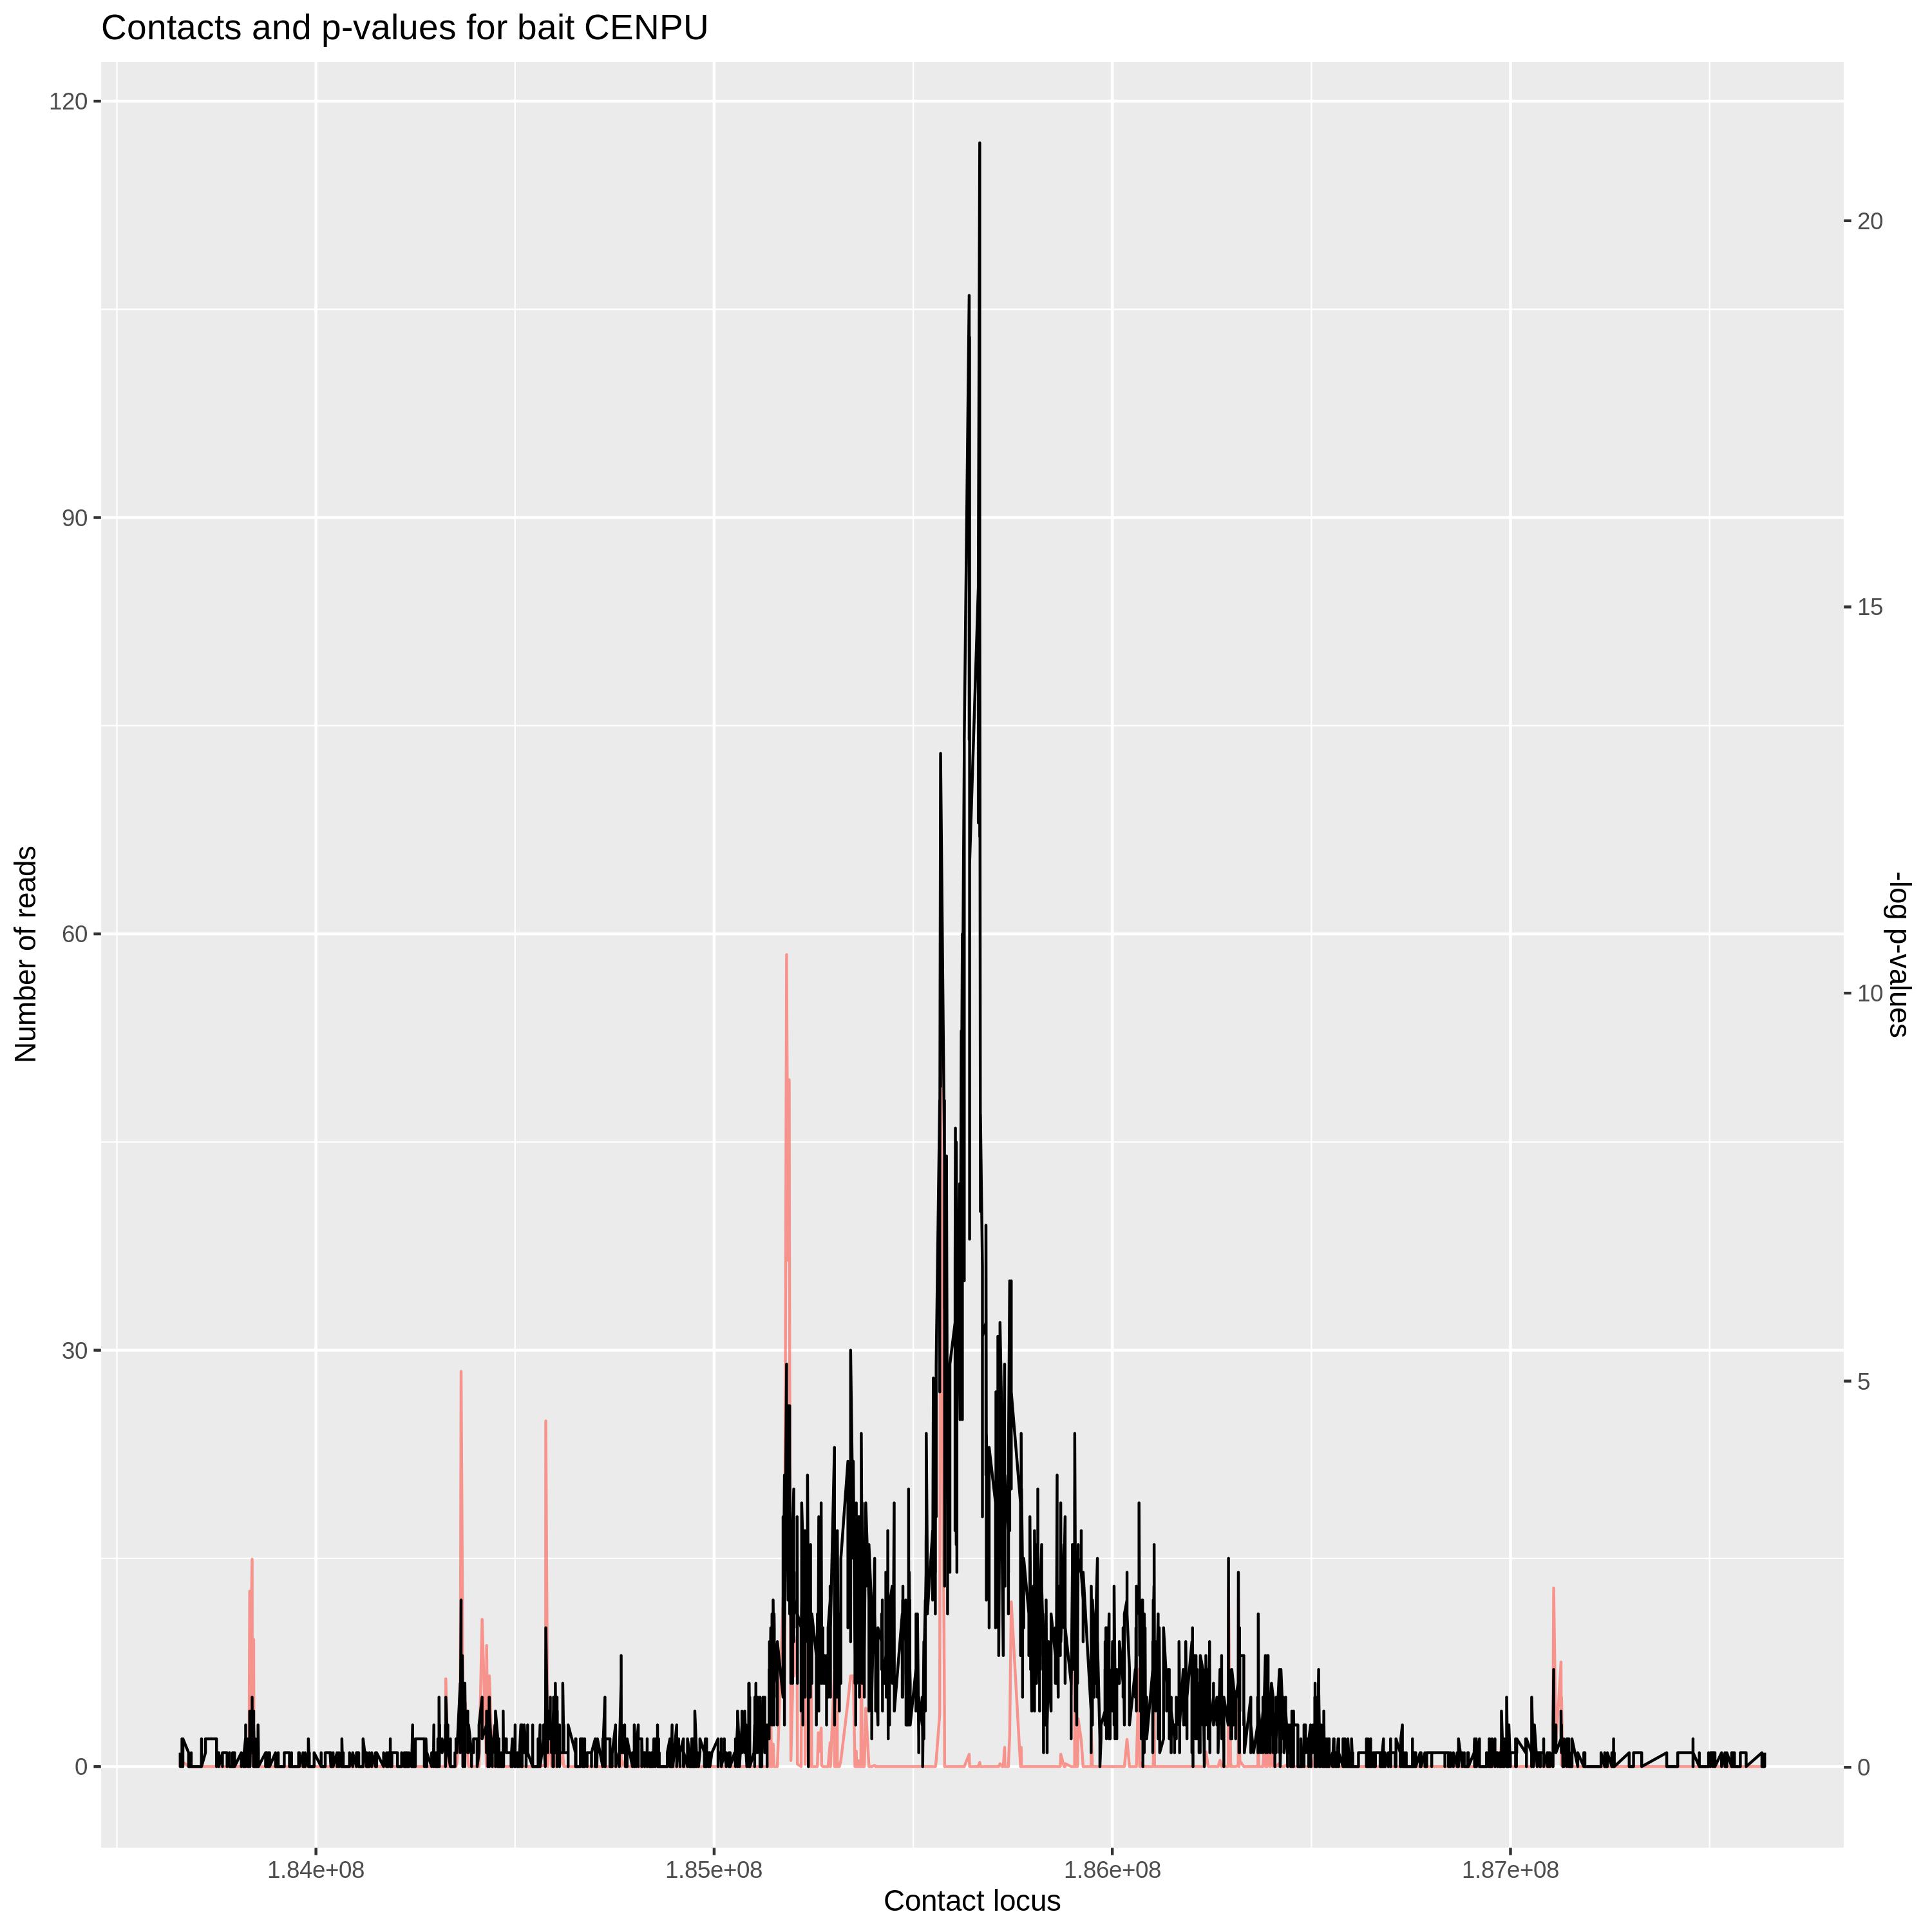 Contacts and p-values for bait CENPU
120
90
60
30
0
Number of reads
20
15
10
5
0
-log p-values
1.84e+08
1.85e+08
1.86e+08
1.87e+08
Contact locus